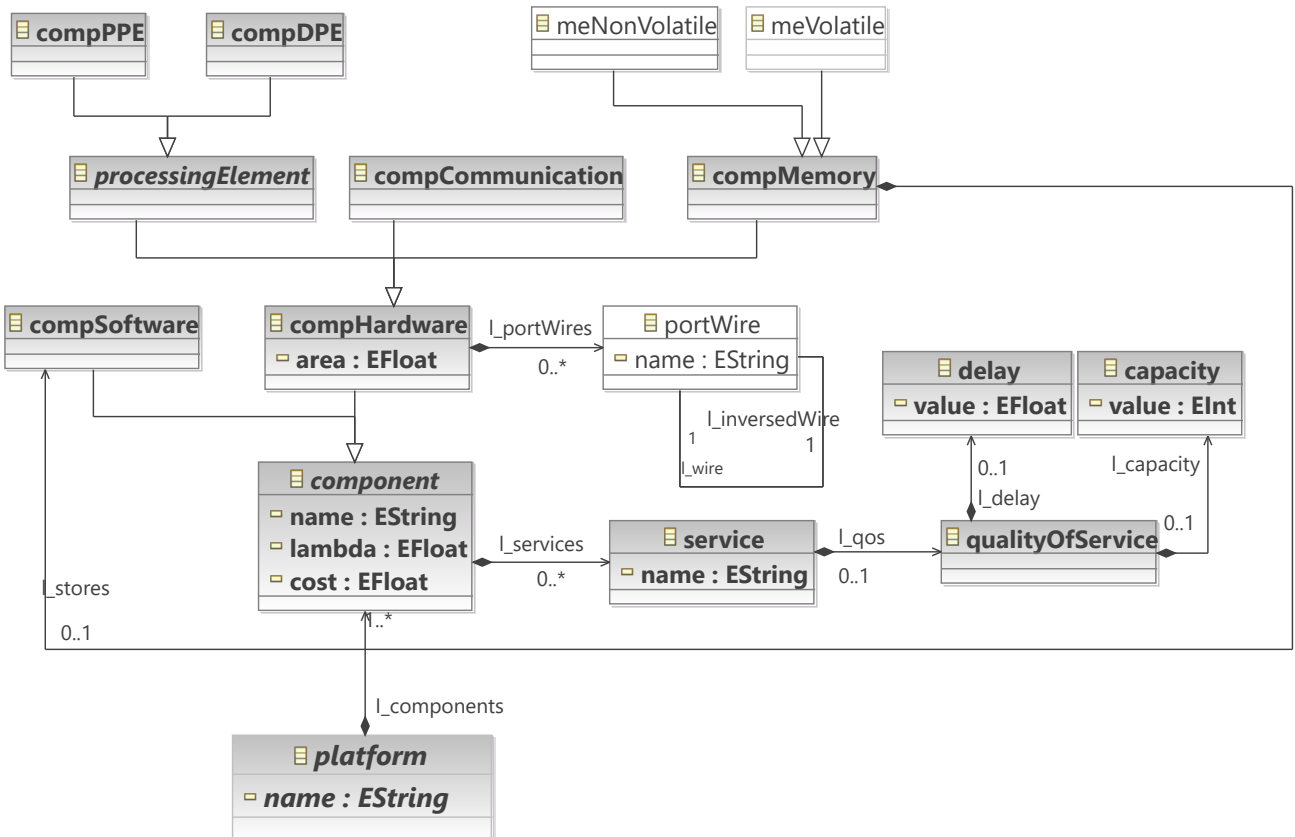 compPPE
compDPE
meNonVolatile
meVolatile
processingElement
compCommunication
compMemory
compSoftware
compHardware
area : EFloat
l_portWires
0..*
portWire
name : EString
l_inversedWire
1
1
l_wire
delay
value : EFloat
capacity
value : EInt
0..1
l_delay
l_capacity
0..1
component
name : EString
lambda : EFloat
cost : EFloat
l_services
0..*
service
name : EString
l_qos
0..1
qualityOfService
l_stores
0..1
1..*
l_components
platform
name : EString